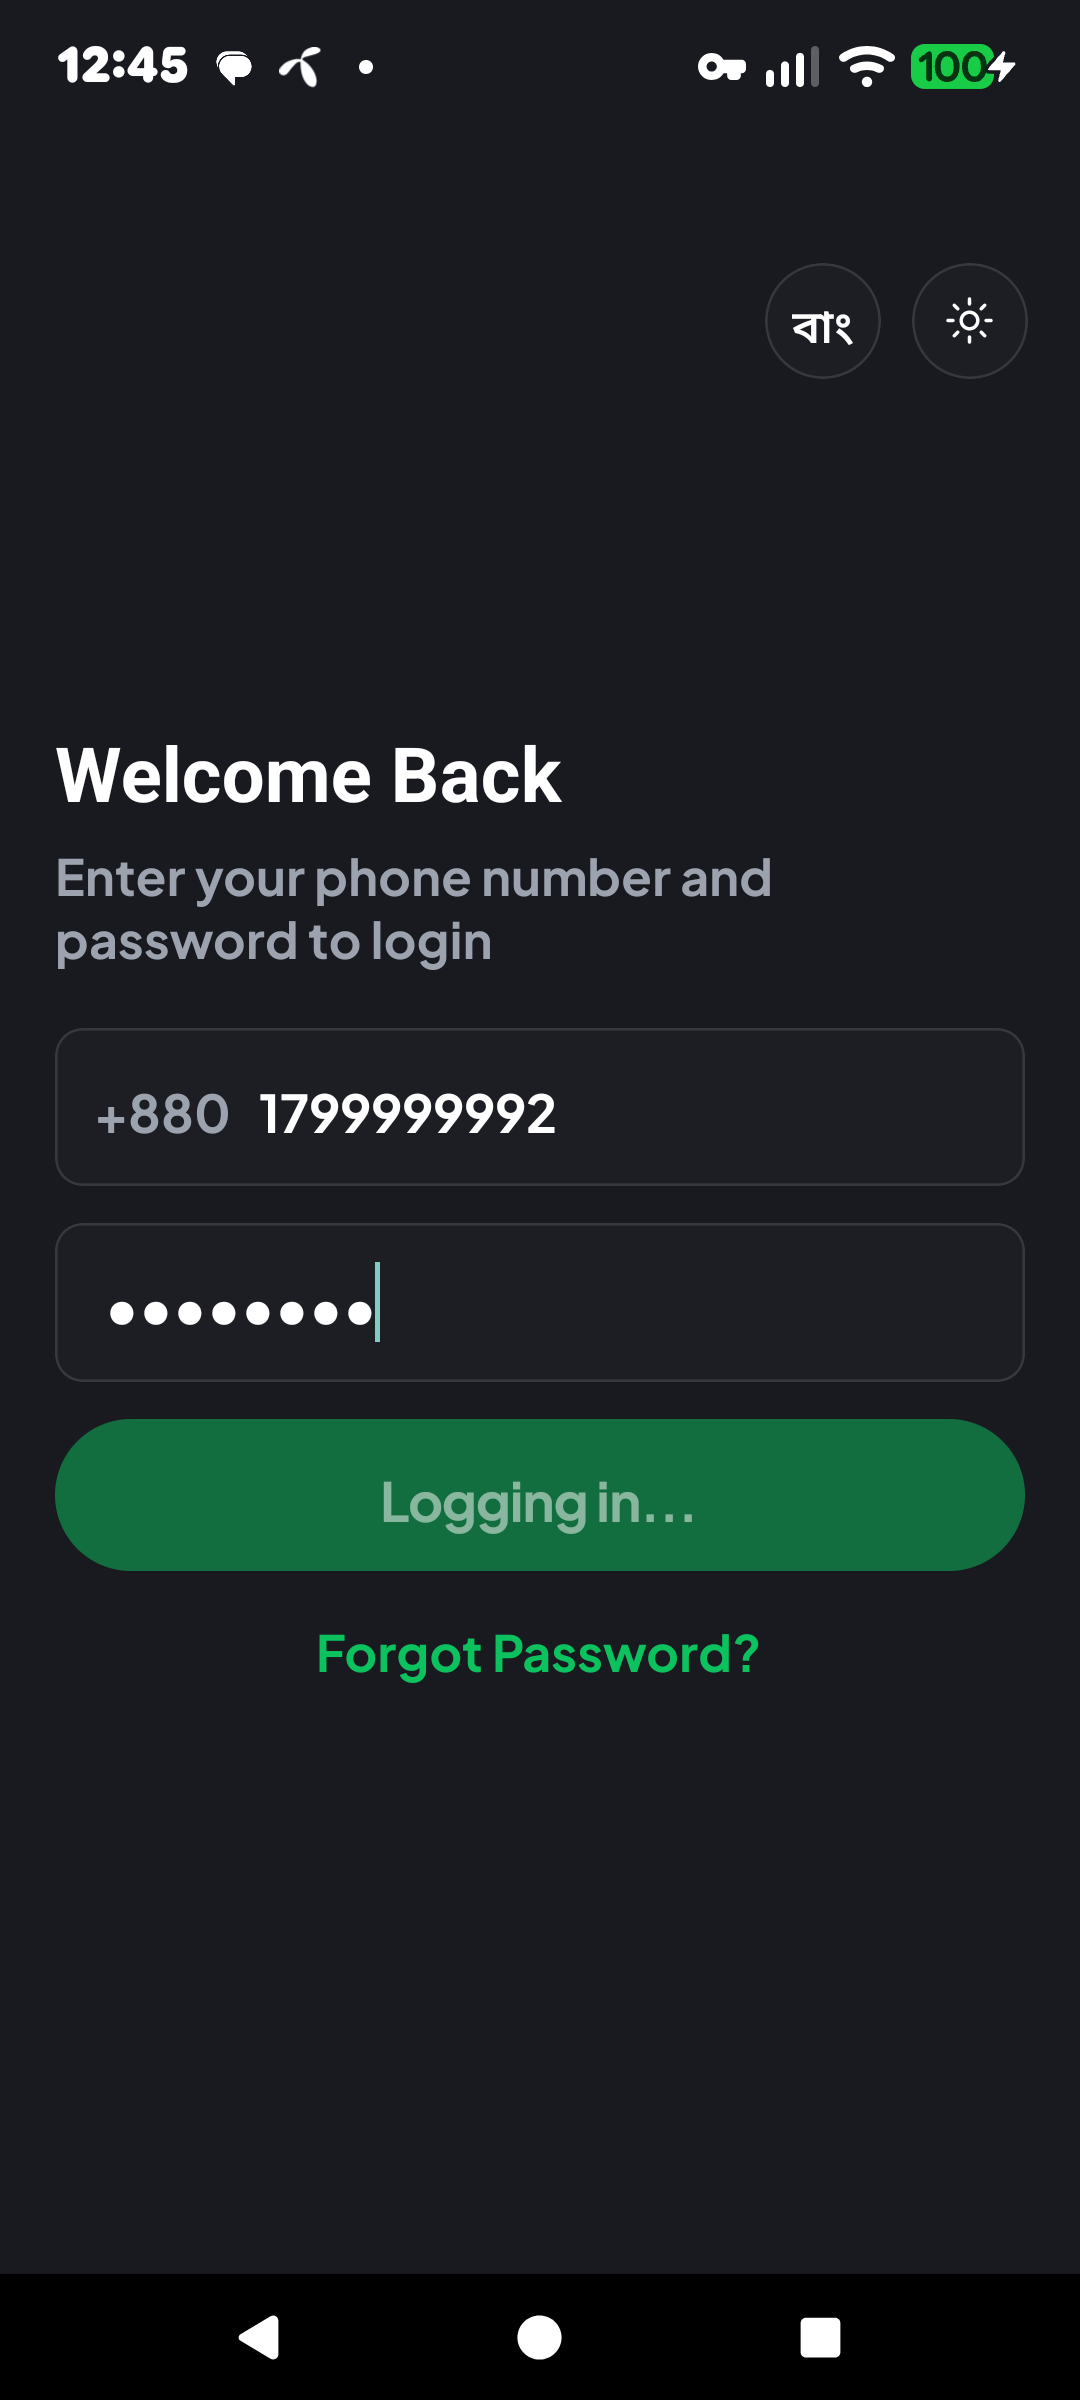 12:45
100
বাং
Welcome Back
Enter your phone number and
password to login
+880 1799999992
Logging in...
Forgot Password?